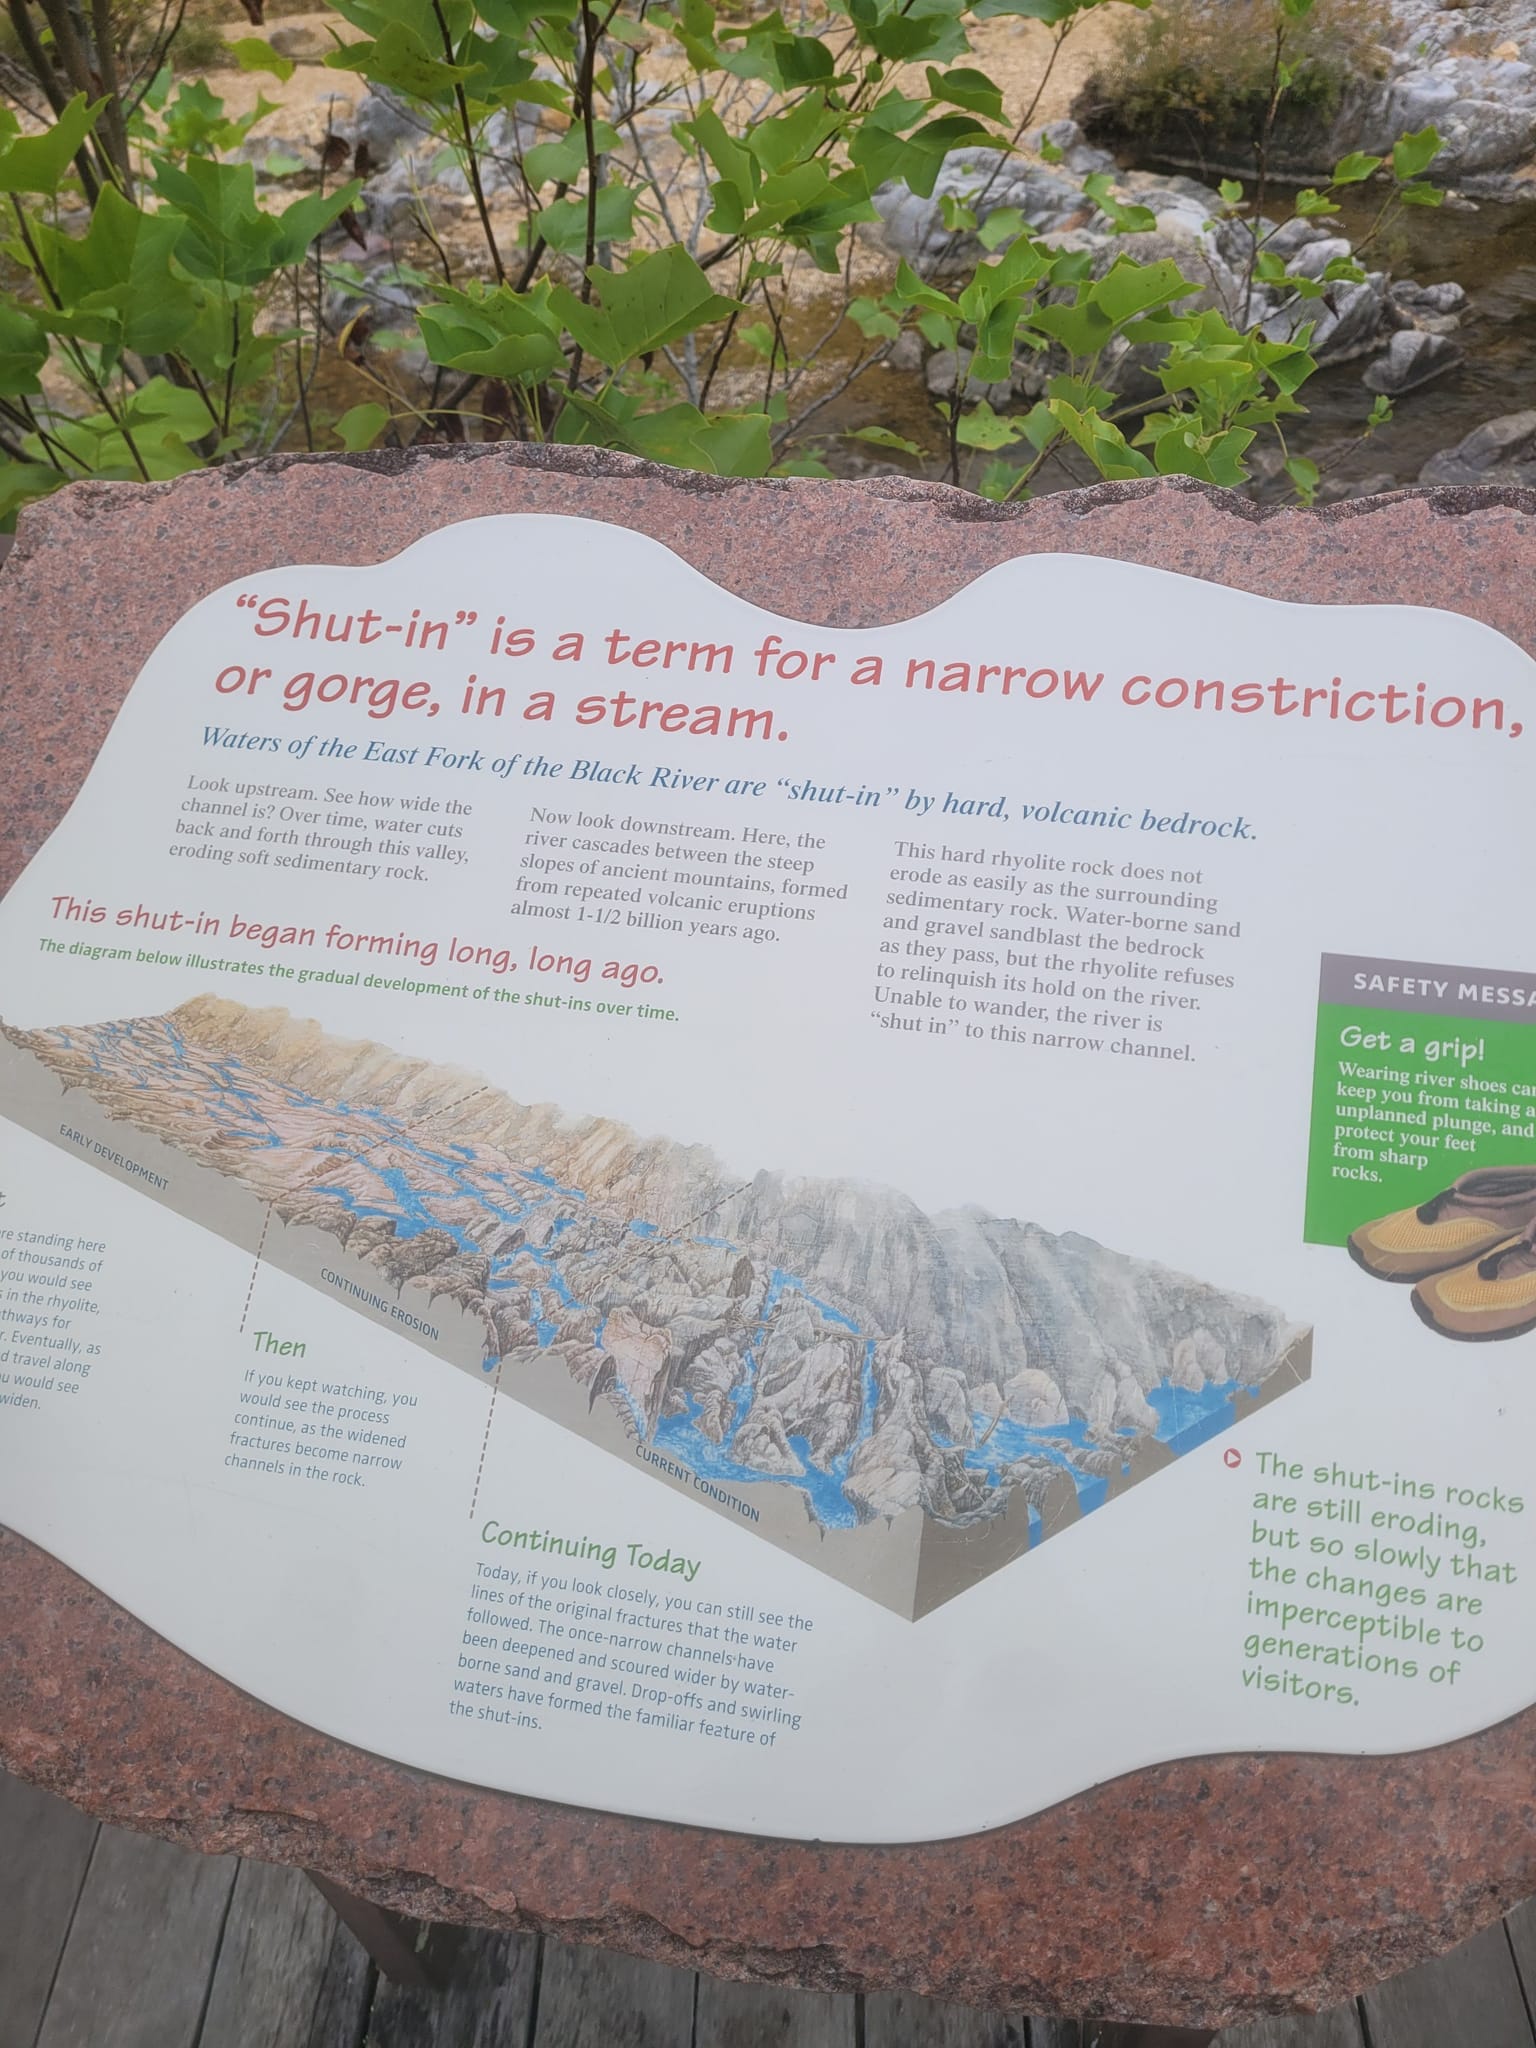 "Shut-in" is a term for a narrow constriction,
or gorge, in a stream.
Waters of the East Fork of the Black River are "shut-in" by hard, volcanic bedrock.
Look upstream. See how wide the
channel is? Over time, water cuts
back and forth through this valley,
eroding soft sedimentary rock.
Now look downstream. Here, the
river cascades between the steep
slopes of ancient mountains, formed
from repeated volcanic eruptions
almost 1-1/2 billion years ago.
This hard rhyolite rock does not
erode as easily as the surrounding
sedimentary rock. Water-borne sand
and gravel sandblast the bedrock
as they pass, but the rhyolite refuses
to relinquish its hold on the river.
Unable to wander, the river is
"shut in" to this narrow channel.
This shut-in began forming long, long ago.
The diagram below illustrates the gradual development of the shut-ins over time.
SAFETY MESSA
Get a grip!
Wearing river shoes can
keep you from taking a
unplanned plunge, and
protect your feet
from sharp
rocks.
EARLY DEVELOPMENT
CONTINUING EROSION
CURRENT CONDITION
re standing here
of thousands of
you would see
s in the rhyolite,
thways for
r. Eventually, as
d travel along
u would see
widen.
Then
If you kept watching, you
would see the process
continue, as the widened
fractures become narrow
channels in the rock.
Continuing Today
Today, if you look closely, you can still see the
lines of the original fractures that the water
followed. The once-narrow channels have
been deepened and scoured wider by water-
borne sand and gravel. Drop-offs and swirling
waters have formed the familiar feature of
the shut-ins.
The shut-ins rocks
are still eroding,
but so slowly that
the changes are
imperceptible to
generations of
visitors.